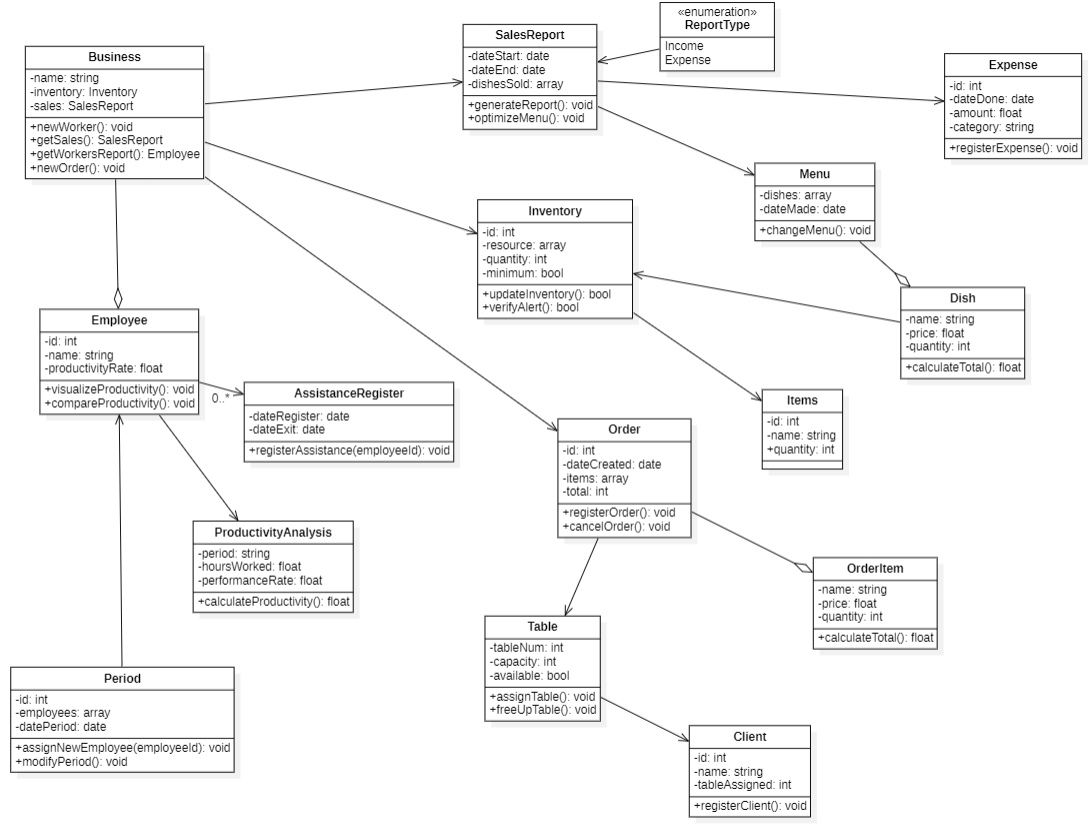 «enumeration»
ReportType
Income
Expense
SalesReport
-dateStart: date
-dateEnd: date
-dishesSold: array
+generateReport(): void
+optimizeMenu(): void
Business
-name: string
-inventory: Inventory
-sales: SalesReport
+newWorker(): void
+getSales(): SalesReport
+getWorkersReport(): Employee
+newOrder(): void
Expense
-id: int
-dateDone: date
-amount: float
-category: string
+registerExpense(): void
Menu
-dishes: array
-dateMade: date
+changeMenu(): void
Inventory
-id: int
-resource: array
-quantity: int
-minimum: bool
+updateInventory(): bool
+verifyAlert(): bool
Dish
-name: string
-price: float
-quantity: int
+calculateTotal(): float
Employee
-id: int
-name: string
-productivityRate: float
+visualizeProductivity(): void
+compareProductivity(): void
0..*
AssistanceRegister
-dateRegister: date
-dateExit: date
+registerAssistance(employeeId): void
Items
-id: int
-name: string
+quantity: int
Order
-id: int
-dateCreated: date
-items: array
-total: int
+registerOrder(): void
+cancelOrder(): void
ProductivityAnalysis
-period: string
-hoursWorked: float
-performanceRate: float
+calculateProductivity(): float
OrderItem
-name: string
-price: float
-quantity: int
+calculateTotal(): float
Table
-tableNum: int
-capacity: int
-available: bool
+assignTable(): void
+freeUpTable(): void
Period
-id: int
-employees: array
-datePeriod: date
+assignNewEmployee(employeeId): void
+modifyPeriod(): void
Client
-id: int
-name: string
-tableAssigned: int
+registerClient(): void